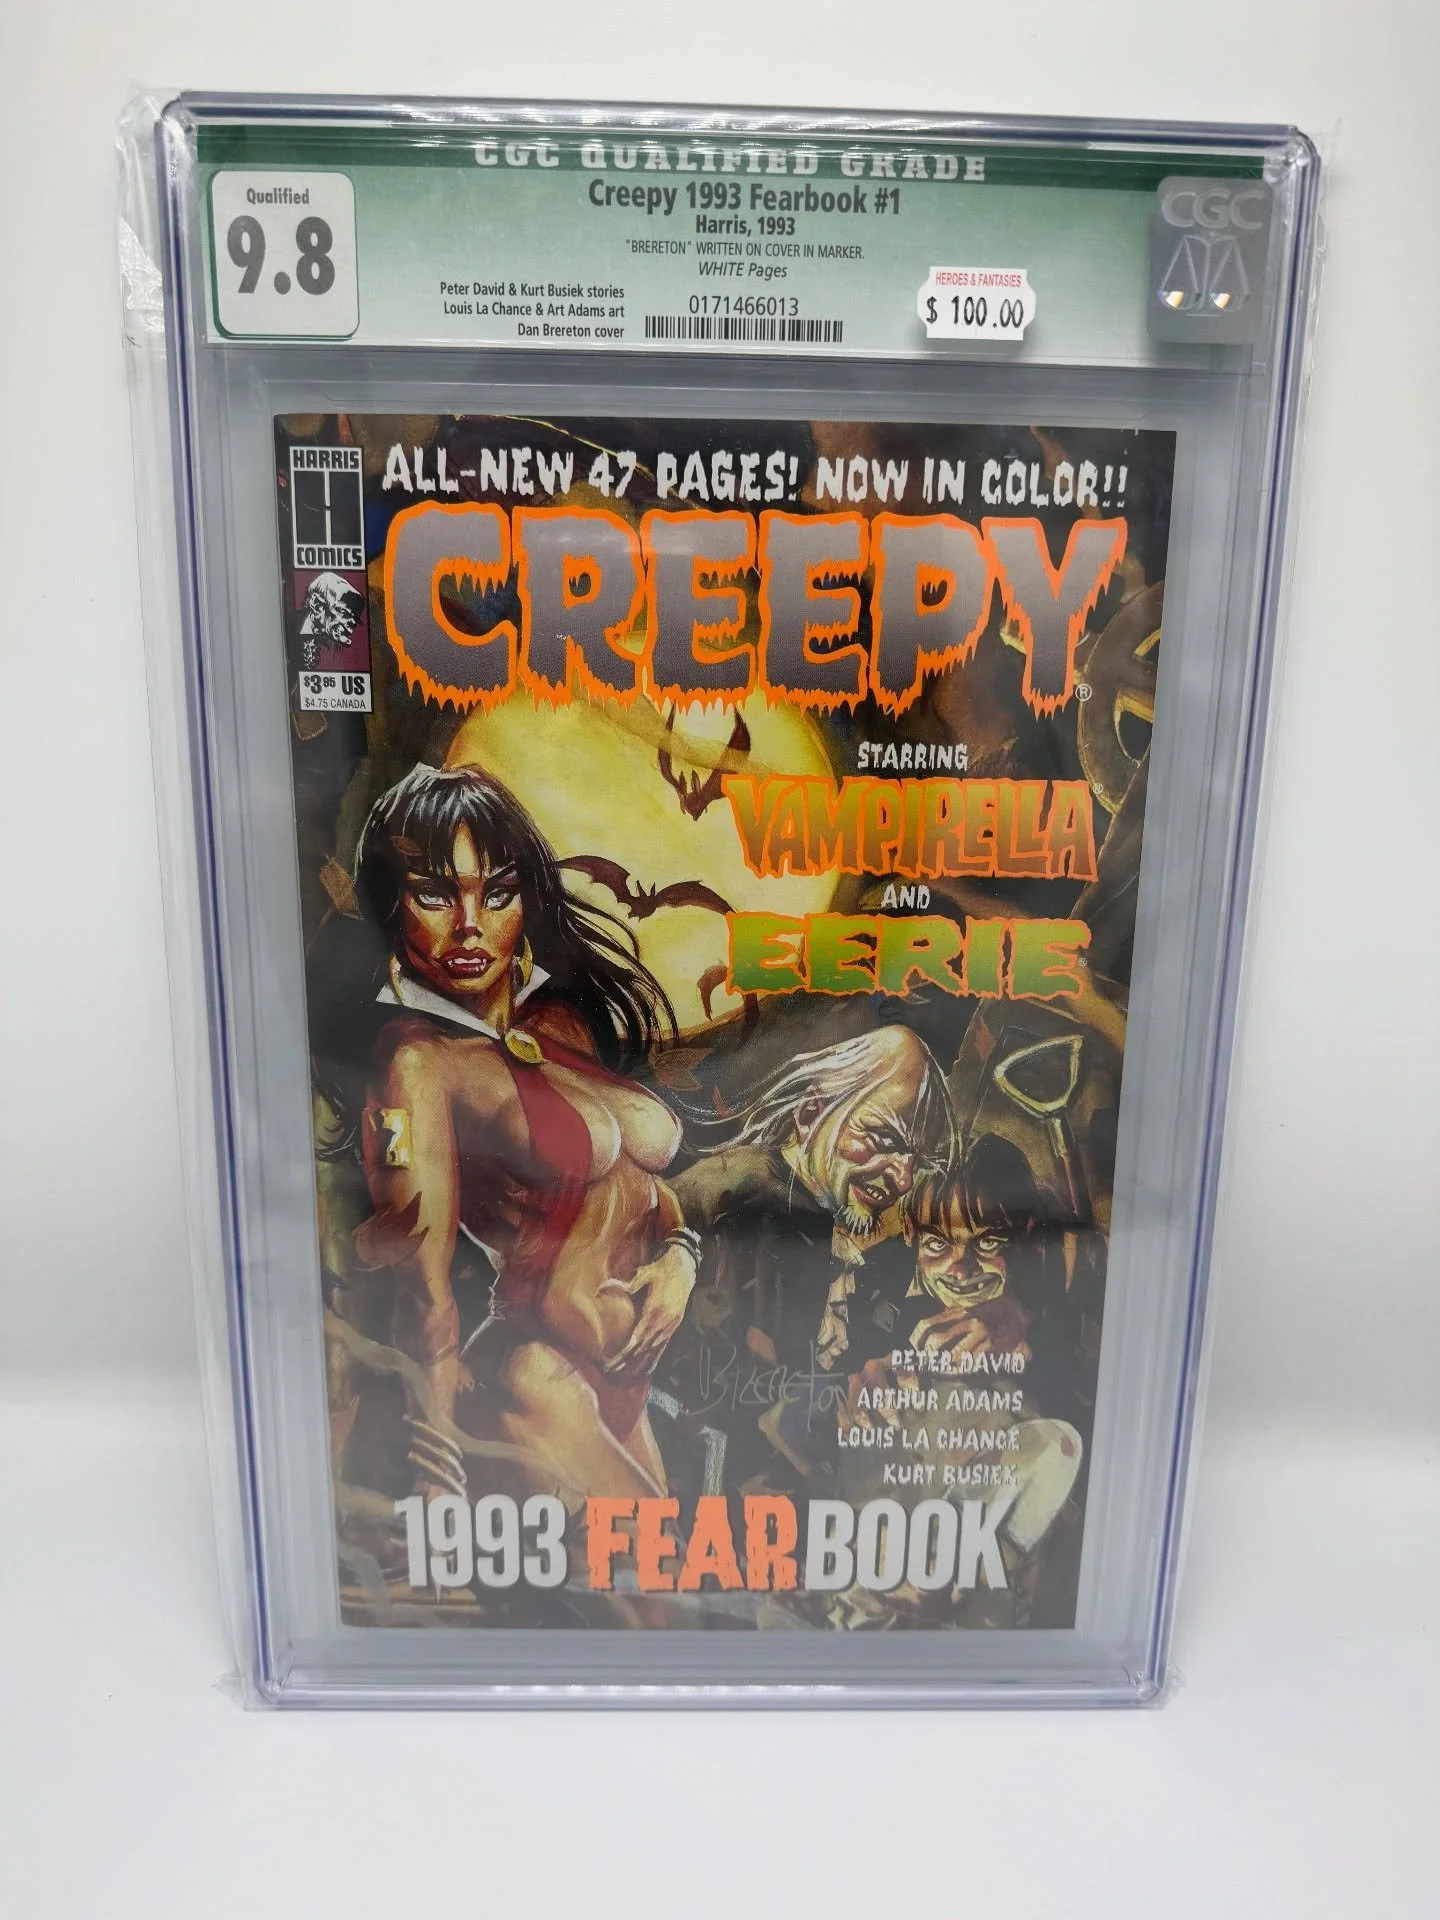 CGC QUALIFIED GRADE
Qualified
9.8
Creepy 1993 Fearbook #1
Harris, 1993
"BRERETON" WRITTEN ON COVER IN MARKER.
WHITE Pages
Peter David & Kurt Busiek stories
Louis La Chance & Art Adams art
Dan Brereton cover
0171466013
HEROES & FANTASIES
$ 100.00
CGC
HARRIS
H
COMICS
$3.95 US
$4.75 CANADA
ALL-NEW 47 PAGES! NOW IN COLOR!!
CREEPY®
STARRING
VAMPIRELLA®
AND
EERIE®
Brereton
PETER DAVID
ARTHUR ADAMS
LOUIS LA CHANCE
KURT BUSIEK
1993 FEARBOOK